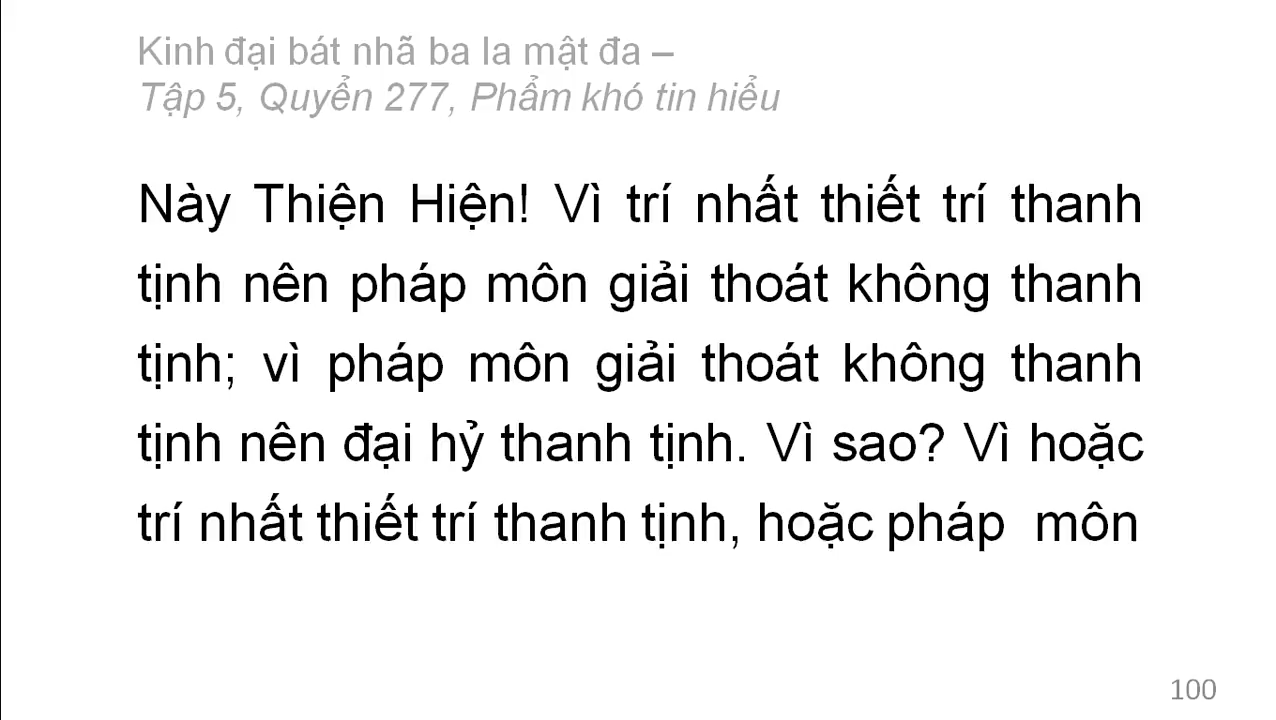 Kinh đại bát nhã ba la mật đa –
Tập 5, Quyển 277, Phẩm khó tin hiểu
Này Thiện Hiện! Vì trí nhất thiết trí thanh
tịnh nên pháp môn giải thoát không thanh
tịnh; vì pháp môn giải thoát không thanh
tịnh nên đại hỷ thanh tịnh. Vì sao? Vì hoặc
trí nhất thiết trí thanh tịnh, hoặc pháp môn
100